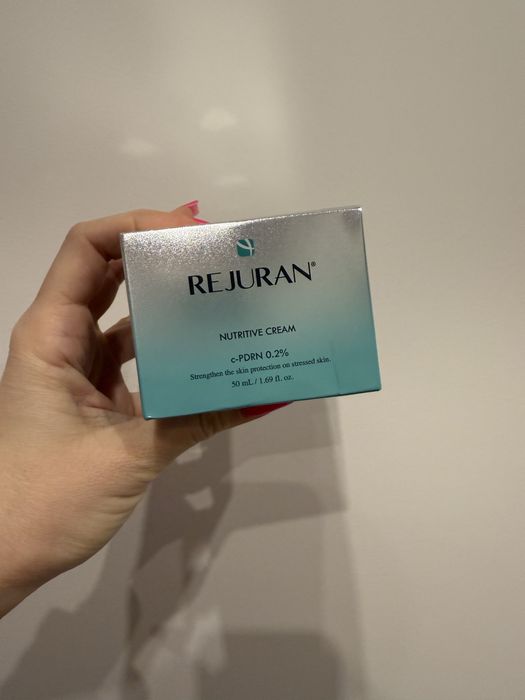 REJURAN®
NUTRITIVE CREAM
c-PDRN 0.2%
Strengthen the skin protection on stressed skin.
50 mL / 1.69 fl. oz.